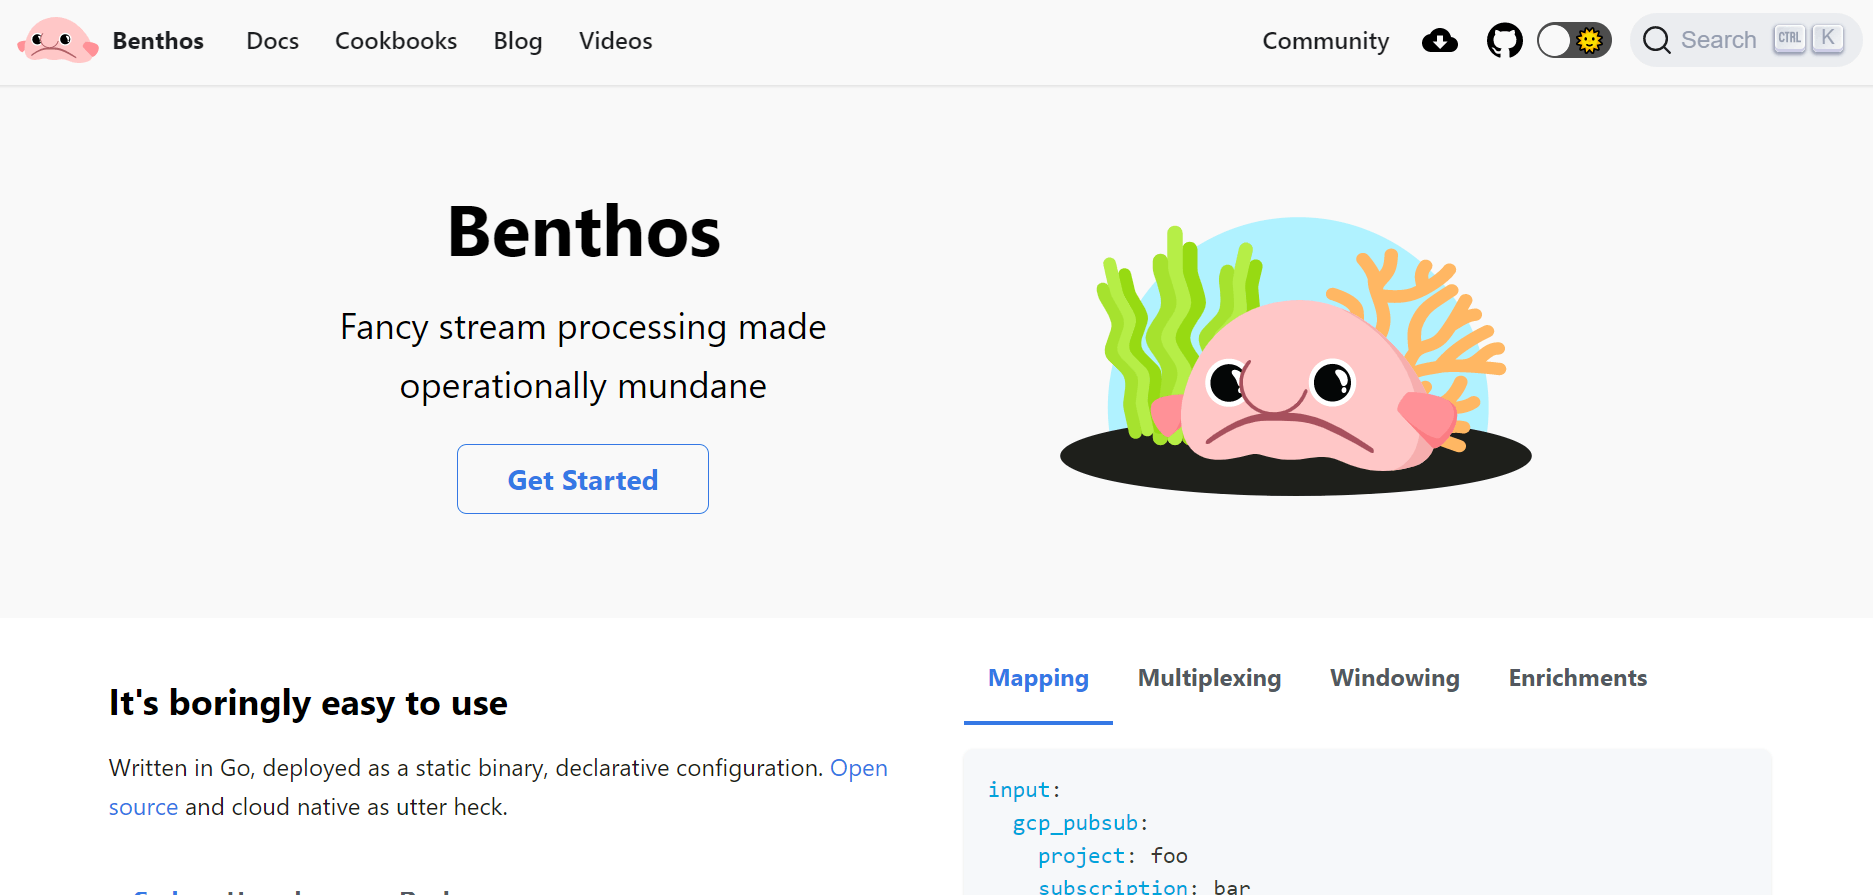 Benthos Docs Cookbooks Blog Videos Community Search CTRL K
Benthos
Fancy stream processing made
operationally mundane
Get Started
It's boringly easy to use
Written in Go, deployed as a static binary, declarative configuration. Open
source and cloud native as utter heck.
Mapping Multiplexing Windowing Enrichments
input:
gcp_pubsub:
project: foo
subscription: bar